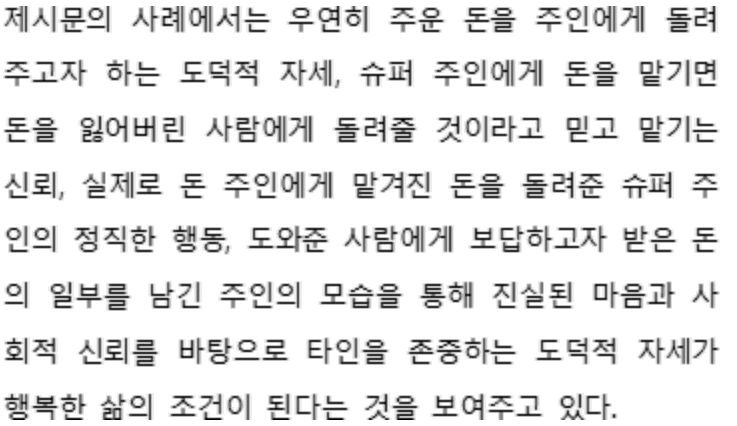 제시문의 사례에서는 우연히 주운 돈을 주인에게 돌려
주고자 하는 도덕적 자세, 슈퍼 주인에게 돈을 맡기면
돈을 잃어버린 사람에게 돌려줄 것이라고 믿고 맡기는
신뢰, 실제로 돈 주인에게 맡겨진 돈을 돌려준 슈퍼 주
인의 정직한 행동, 도와준 사람에게 보답하고자 받은 돈
의 일부를 남긴 주인의 모습을 통해 진실된 마음과 사
회적 신뢰를 바탕으로 타인을 존중하는 도덕적 자세가
행복한 삶의 조건이 된다는 것을 보여주고 있다.